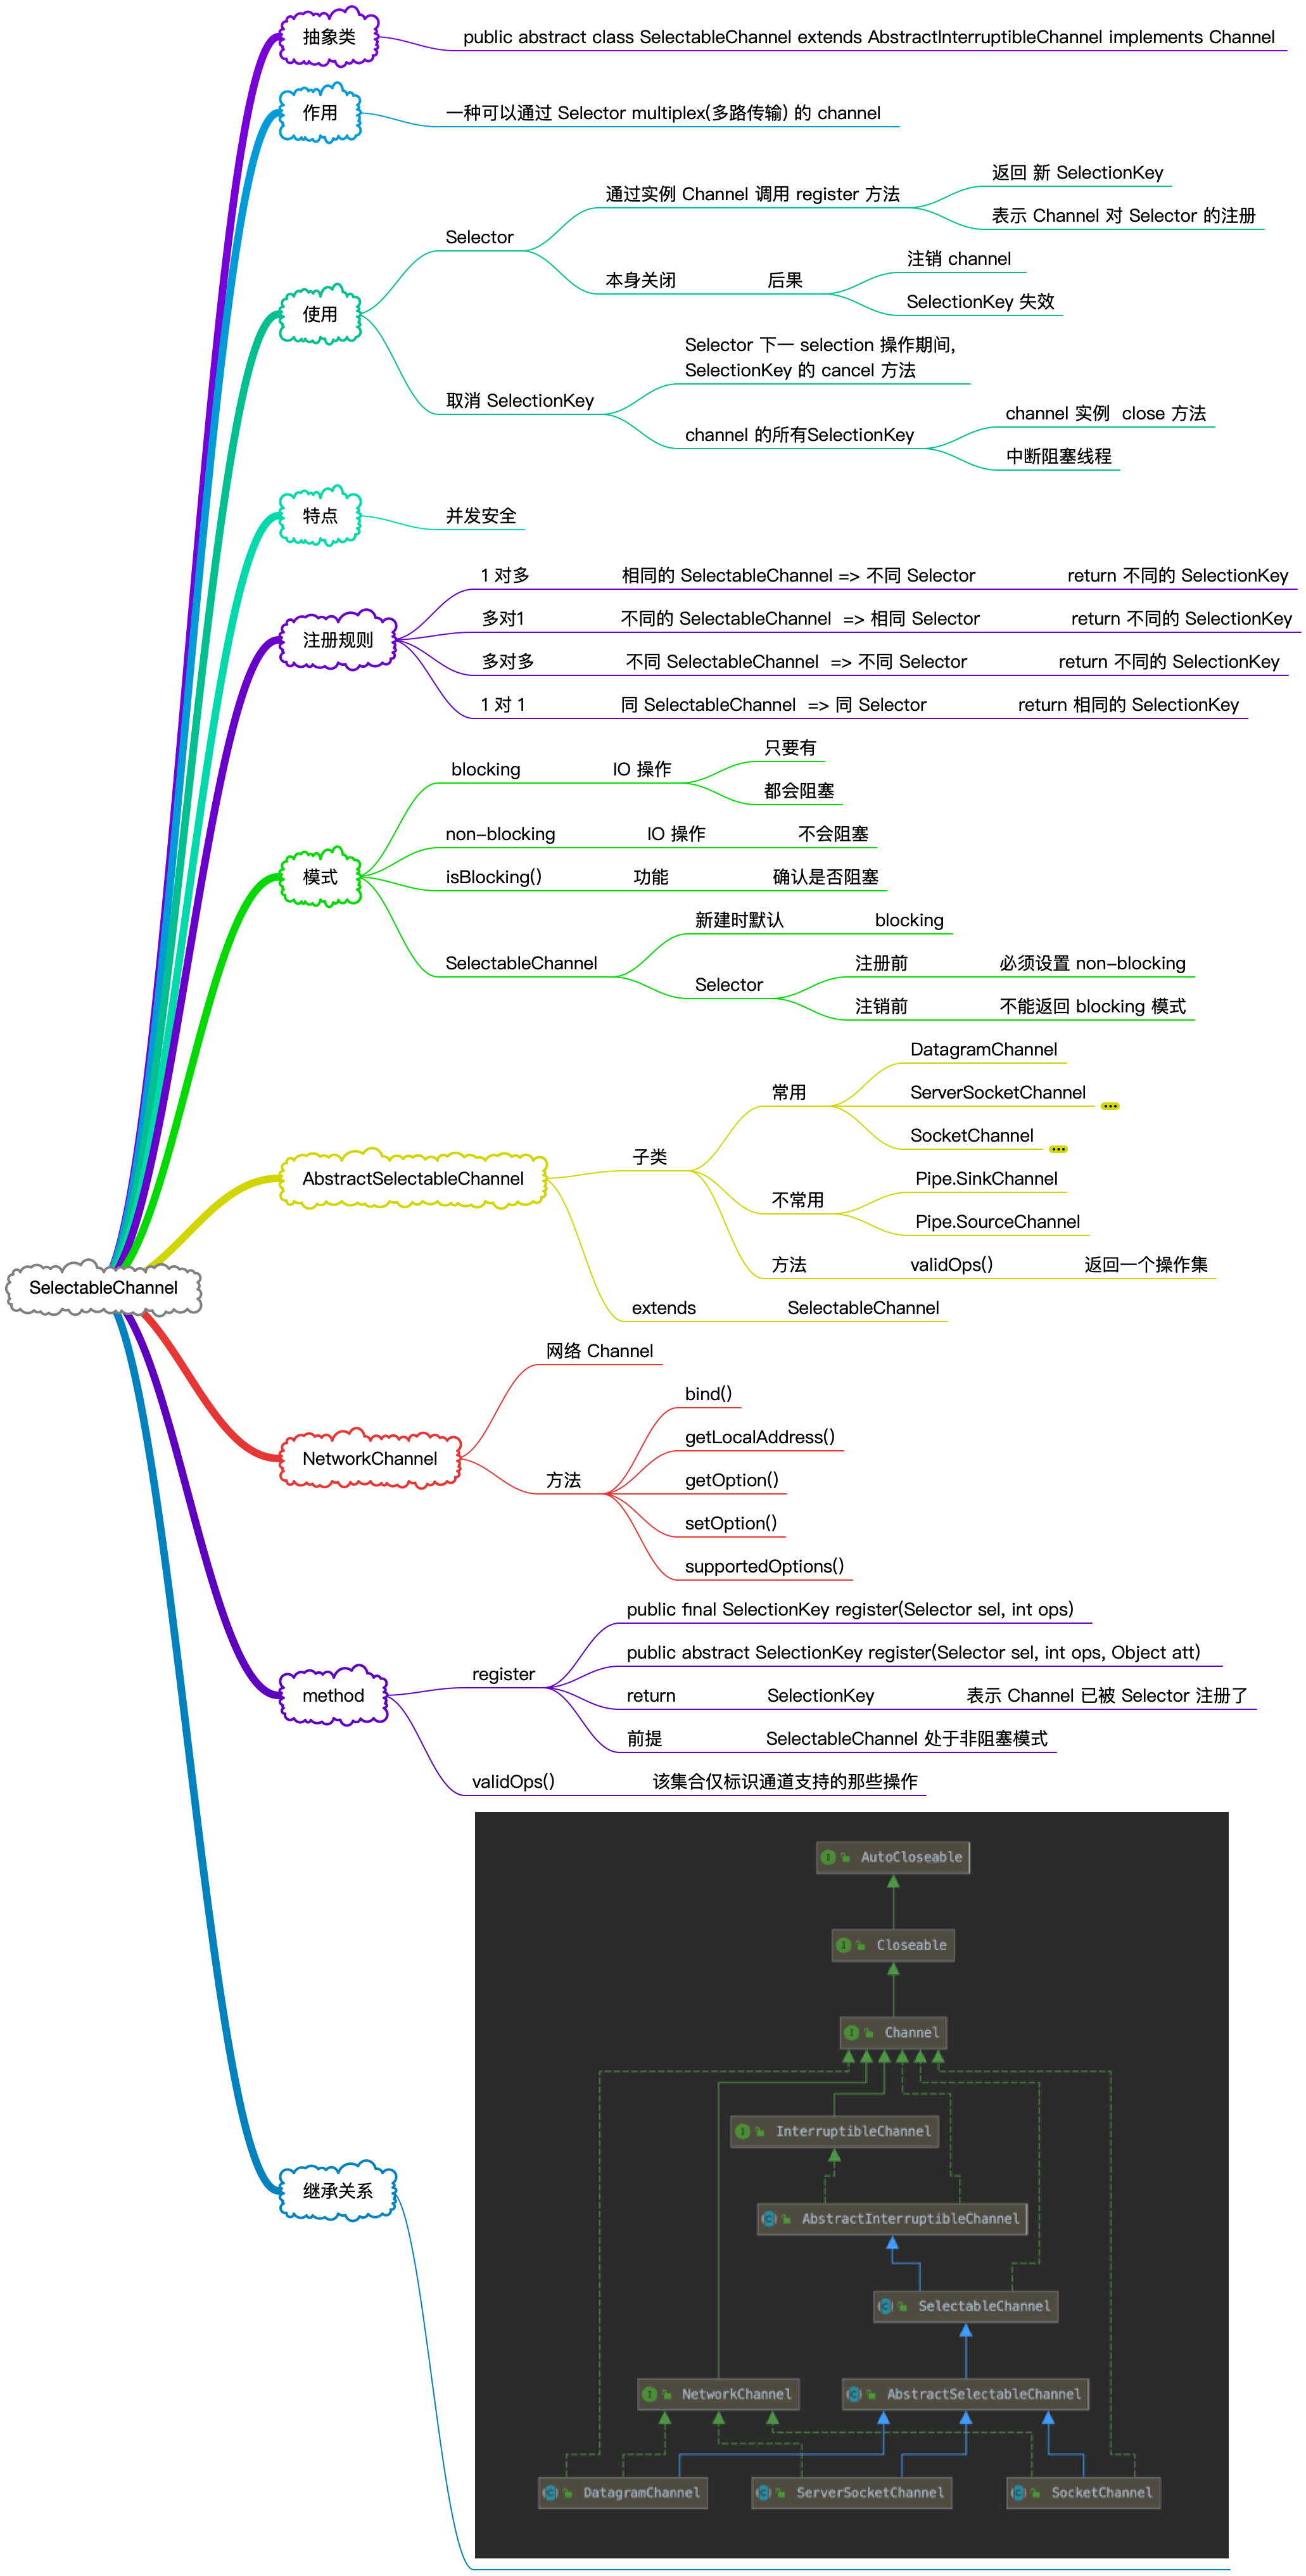 抽象类
public abstract class SelectableChannel extends AbstractInterruptibleChannel implements Channel
作用
一种可以通过 Selector multiplex(多路传输) 的 channel
使用
Selector
通过实例 Channel 调用 register 方法
返回 新 SelectionKey
表示 Channel 对 Selector 的注册
本身关闭
后果
注销 channel
SelectionKey 失效
取消 SelectionKey
Selector 下一 selection 操作期间,
SelectionKey 的 cancel 方法
channel 的所有SelectionKey
channel 实例  close 方法
中断阻塞线程
特点
并发安全
注册规则
1 对多
相同的 SelectableChannel => 不同 Selector
return 不同的 SelectionKey
多对1
不同的 SelectableChannel  => 相同 Selector
return 不同的 SelectionKey
多对多
不同 SelectableChannel  => 不同 Selector
return 不同的 SelectionKey
1 对 1
同 SelectableChannel  => 同 Selector
return 相同的 SelectionKey
模式
blocking
IO 操作
只要有
都会阻塞
non-blocking
IO 操作
不会阻塞
isBlocking()
功能
确认是否阻塞
SelectableChannel
新建时默认
blocking
Selector
注册前
必须设置 non-blocking
注销前
不能返回 blocking 模式
AbstractSelectableChannel
子类
常用
DatagramChannel
ServerSocketChannel
SocketChannel
不常用
Pipe.SinkChannel
Pipe.SourceChannel
方法
validOps()
返回一个操作集
extends
SelectableChannel
SelectableChannel
NetworkChannel
网络 Channel
方法
bind()
getLocalAddress()
getOption()
setOption()
supportedOptions()
method
register
public final SelectionKey register(Selector sel, int ops)
public abstract SelectionKey register(Selector sel, int ops, Object att)
return
SelectionKey
表示 Channel 已被 Selector 注册了
前提
SelectableChannel 处于非阻塞模式
validOps()
该集合仅标识通道支持的那些操作
继承关系
I AutoCloseable
I Closeable
I Channel
I InterruptibleChannel
C AbstractInterruptibleChannel
C SelectableChannel
I NetworkChannel
C AbstractSelectableChannel
C DatagramChannel
C ServerSocketChannel
C SocketChannel